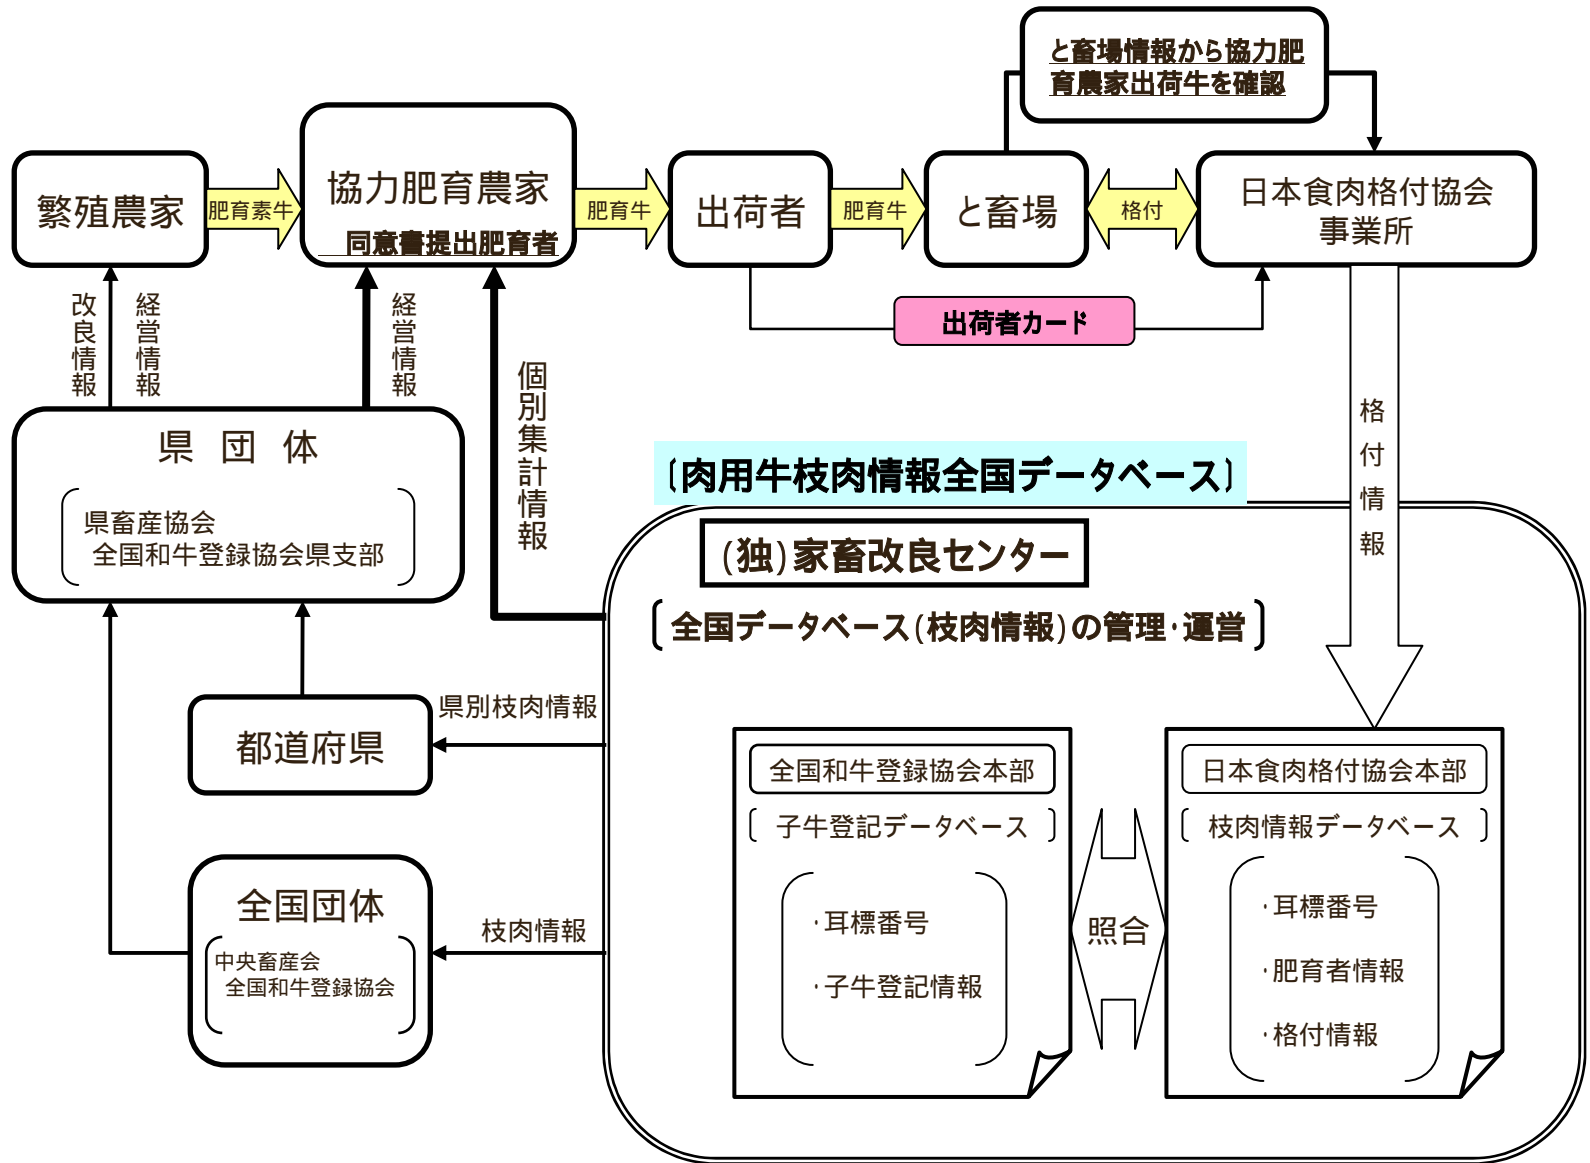 と畜場情報から協力肥
育農家出荷牛を確認
繁殖農家
肥育素牛
協力肥育農家
同意書提出肥育者
肥育牛
出荷者
肥育牛
と畜場
格付
日本食肉格付協会
事業所
出荷者カード
改良情報
経営情報
経営情報
個別集計情報
格付情報
県 団 体
県畜産協会
全国和牛登録協会県支部
〔肉用牛枝肉情報全国データベース〕
(独)家畜改良センター
〔全国データベース(枝肉情報)の管理・運営〕
県別枝肉情報
都道府県
全国団体
中央畜産会
全国和牛登録協会
枝肉情報
全国和牛登録協会本部
〔 子牛登記データベース 〕
・耳標番号
・子牛登記情報
照合
日本食肉格付協会本部
〔 枝肉情報データベース 〕
・耳標番号
・肥育者情報
・格付情報